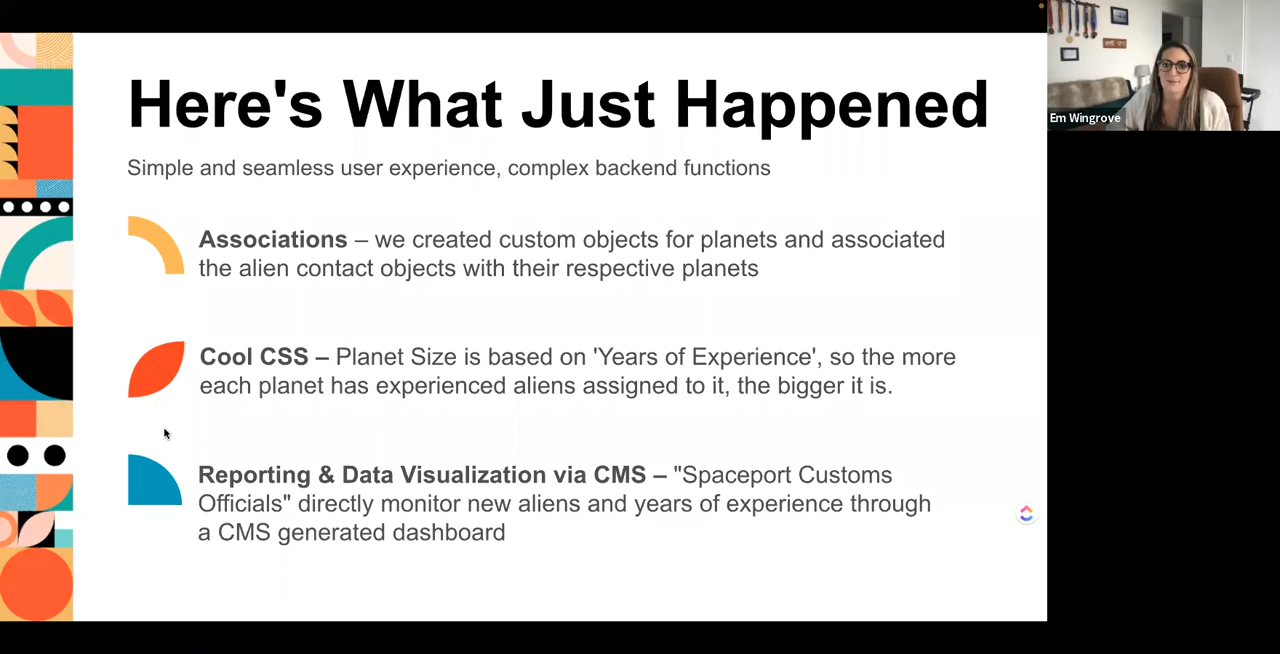 Here's What Just Happened
Simple and seamless user experience, complex backend functions
Associations – we created custom objects for planets and associated
the alien contact objects with their respective planets
Cool CSS – Planet Size is based on 'Years of Experience', so the more
each planet has experienced aliens assigned to it, the bigger it is.
Reporting & Data Visualization via CMS – "Spaceport Customs
Officials" directly monitor new aliens and years of experience through
a CMS generated dashboard
Em Wingrove